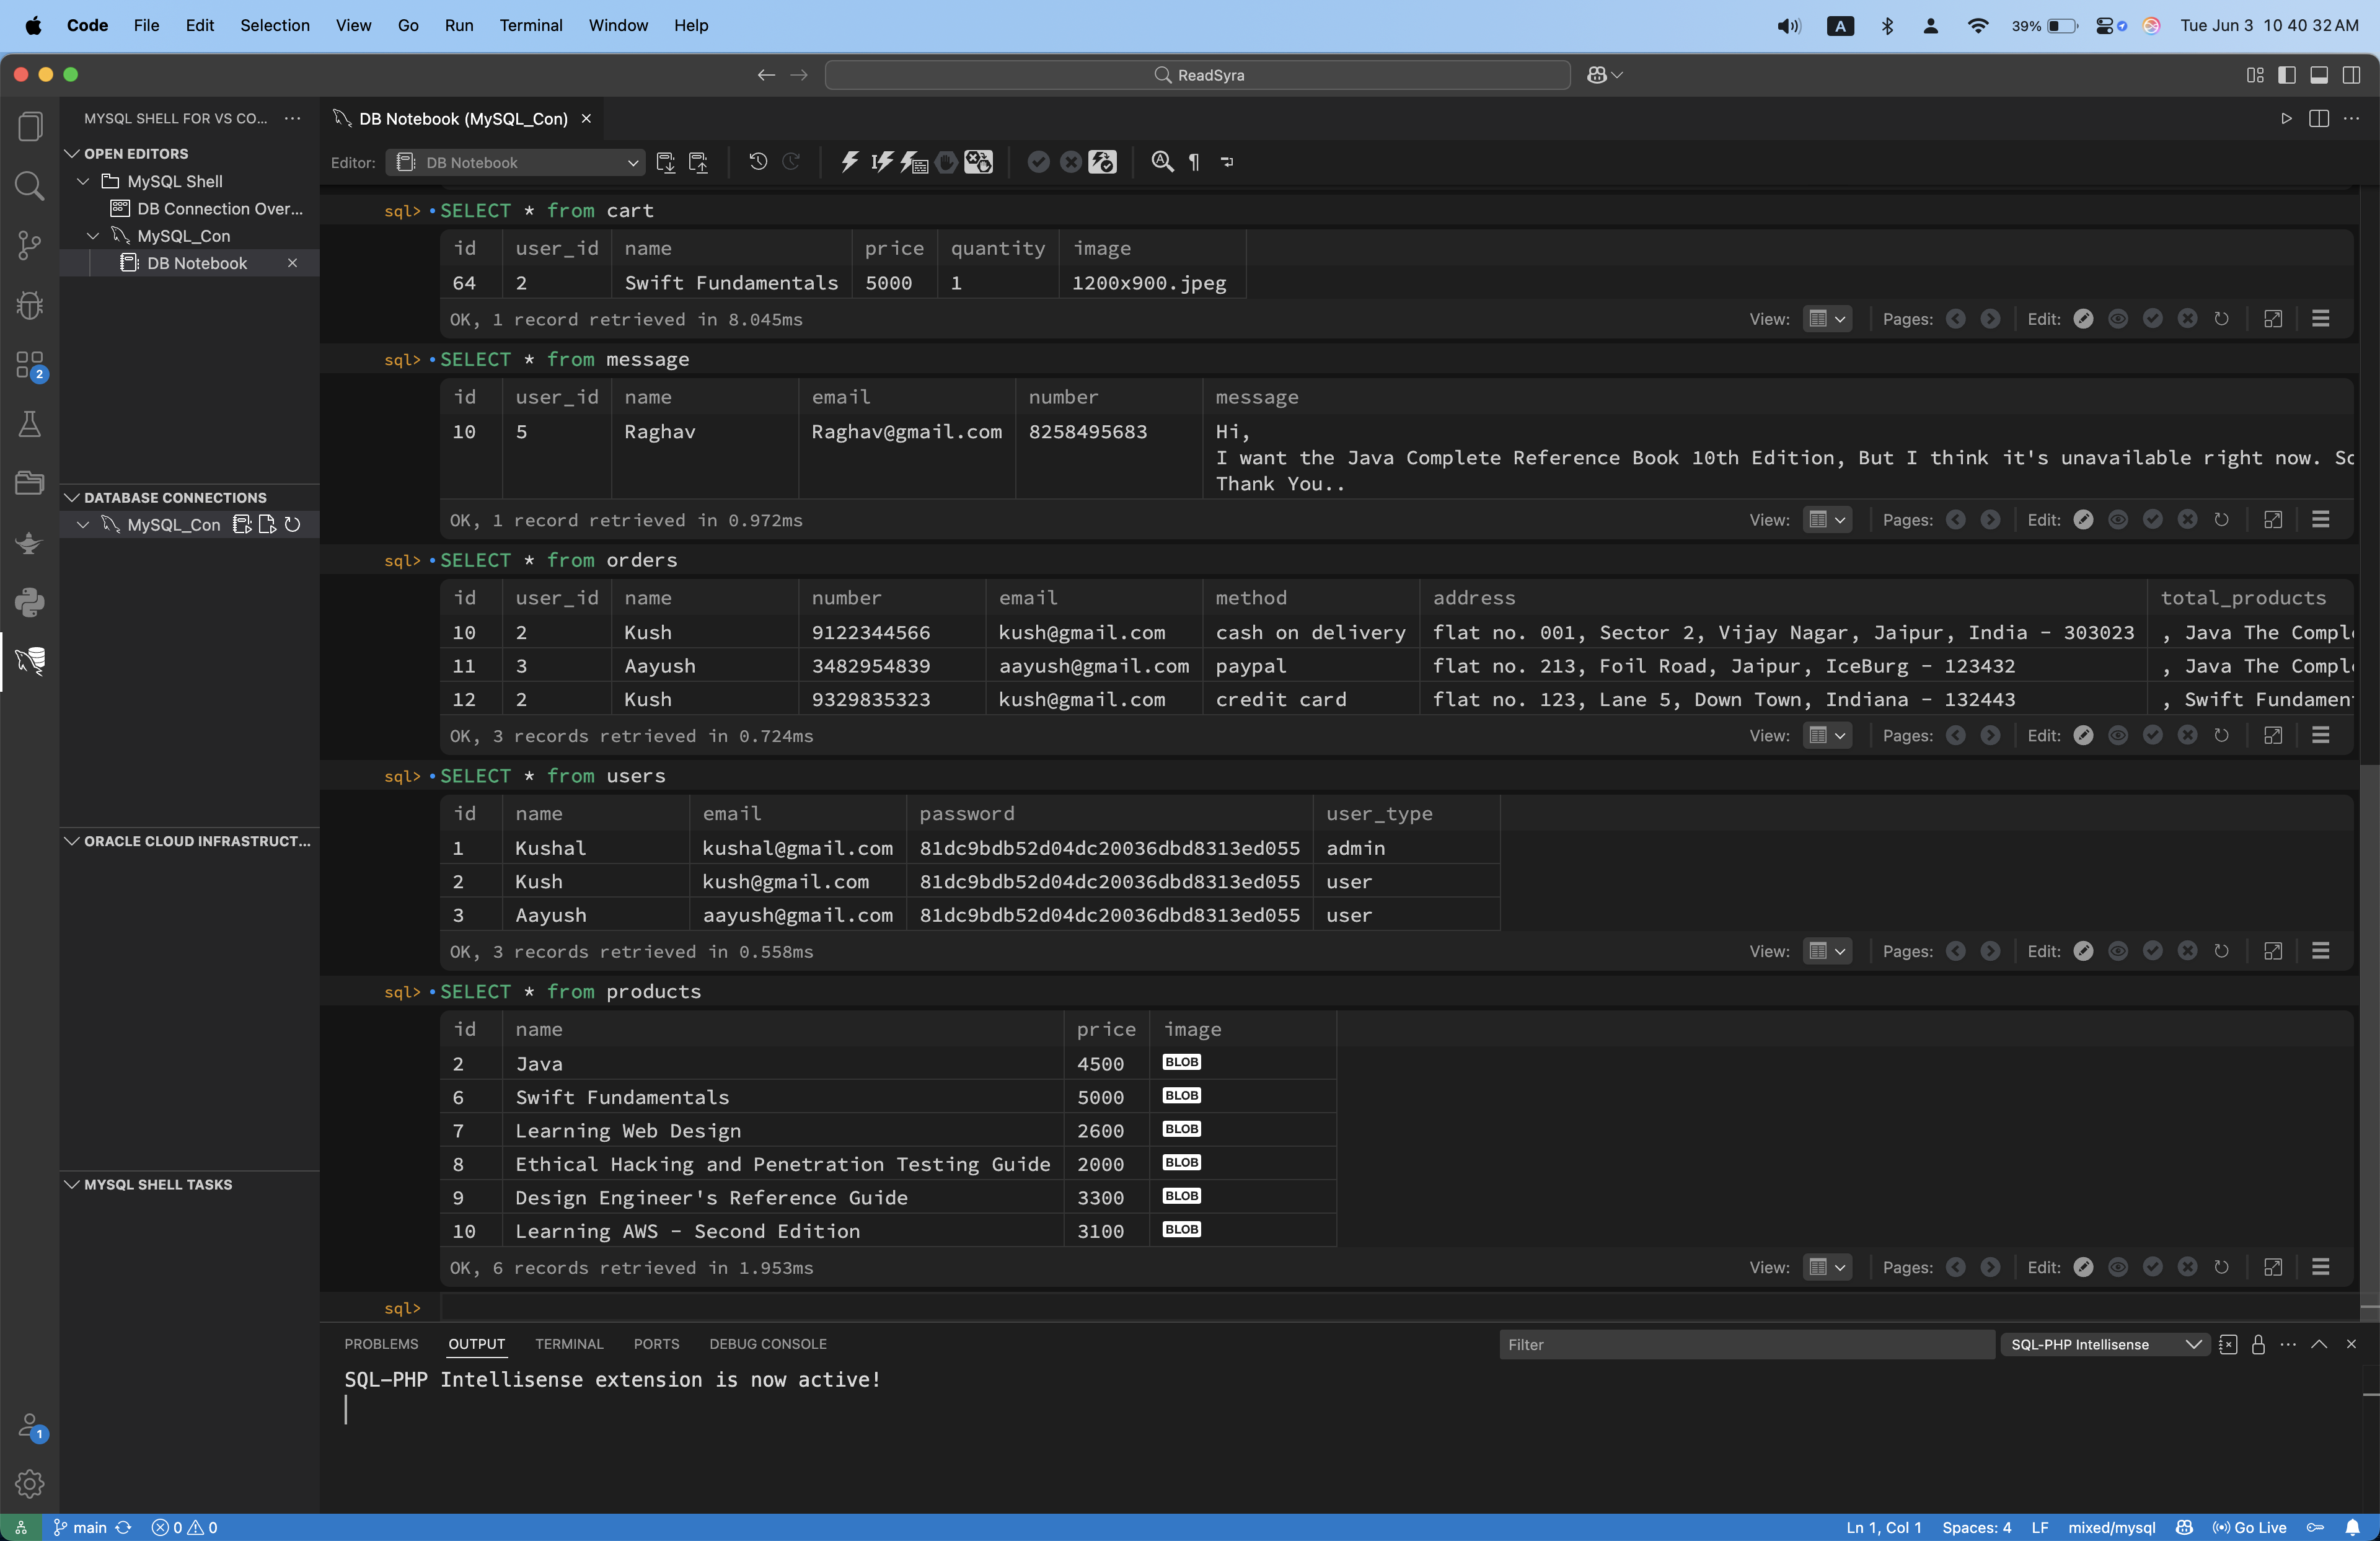 Code File Edit Selection View Go Run Terminal Window Help A 39% Tue Jun 3 10 40 32 AM
ReadSyra
MYSQL SHELL FOR VS CO... ···
DB Notebook (MySQL_Con)
OPEN EDITORS
MySQL Shell
DB Connection Over...
MySQL_Con
DB Notebook
DATABASE CONNECTIONS
MySQL_Con
ORACLE CLOUD INFRASTRUCT...
MYSQL SHELL TASKS
2
1
Editor: DB Notebook
sql> SELECT * from cart
id user_id name price quantity image
64 2 Swift Fundamentals 5000 1 1200x900.jpeg
OK, 1 record retrieved in 8.045ms View: Pages: Edit:
sql> SELECT * from message
id user_id name email number message
10 5 Raghav Raghav@gmail.com 8258495683 Hi,
I want the Java Complete Reference Book 10th Edition, But I think it's unavailable right now. So
Thank You..
OK, 1 record retrieved in 0.972ms View: Pages: Edit:
sql> SELECT * from orders
id user_id name number email method address total_products
10 2 Kush 9122344566 kush@gmail.com cash on delivery flat no. 001, Sector 2, Vijay Nagar, Jaipur, India - 303023 , Java The Compl
11 3 Aayush 3482954839 aayush@gmail.com paypal flat no. 213, Foil Road, Jaipur, IceBurg - 123432 , Java The Compl
12 2 Kush 9329835323 kush@gmail.com credit card flat no. 123, Lane 5, Down Town, Indiana - 132443 , Swift Fundamen
OK, 3 records retrieved in 0.724ms View: Pages: Edit:
sql> SELECT * from users
id name email password user_type
1 Kushal kushal@gmail.com 81dc9bdb52d04dc20036dbd8313ed055 admin
2 Kush kush@gmail.com 81dc9bdb52d04dc20036dbd8313ed055 user
3 Aayush aayush@gmail.com 81dc9bdb52d04dc20036dbd8313ed055 user
OK, 3 records retrieved in 0.558ms View: Pages: Edit:
sql> SELECT * from products
id name price image
2 Java 4500 BLOB
6 Swift Fundamentals 5000 BLOB
7 Learning Web Design 2600 BLOB
8 Ethical Hacking and Penetration Testing Guide 2000 BLOB
9 Design Engineer's Reference Guide 3300 BLOB
10 Learning AWS - Second Edition 3100 BLOB
OK, 6 records retrieved in 1.953ms View: Pages: Edit:
sql>
PROBLEMS OUTPUT TERMINAL PORTS DEBUG CONSOLE Filter SQL-PHP Intellisense
SQL-PHP Intellisense extension is now active!
main 0 0 Ln 1, Col 1 Spaces: 4 LF mixed/mysql Go Live